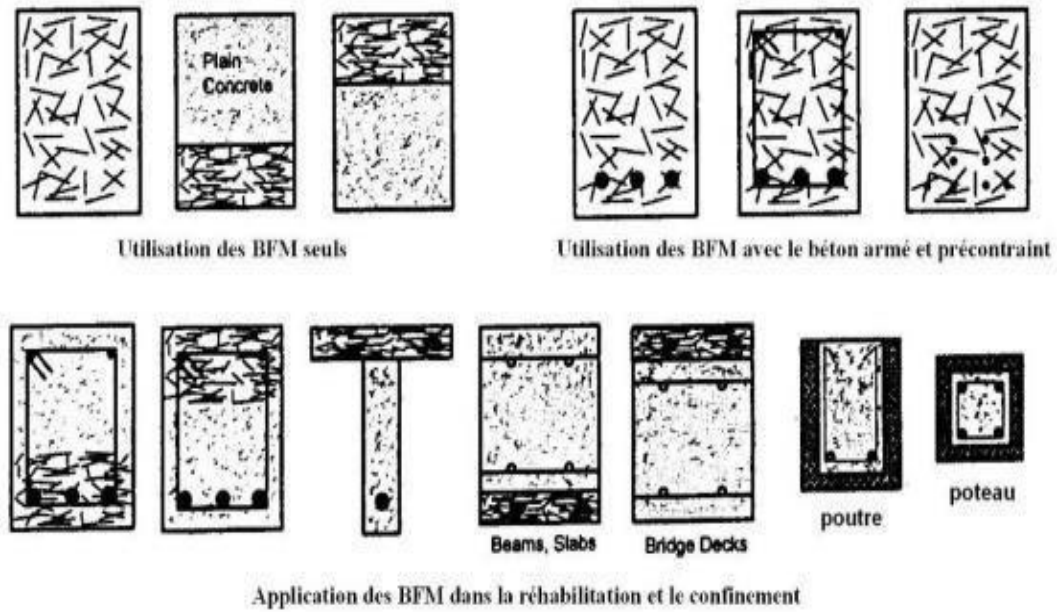 Plain
Concrete
Utilisation des BFM seuls
Utilisation des BFM avec le béton armé et précontraint
Beams, Slabs
Bridge Decks
poutre
poteau
Application des BFM dans la réhabilitation et le confinement